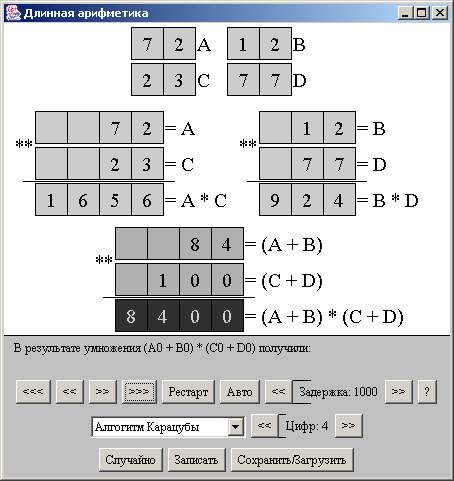 Длинная арифметика
7 2 A 1 2 B
2 3 C 7 7 D
7 2 = A 1 2 = B
** **
2 3 = C 7 7 = D
1 6 5 6 = A * C 9 2 4 = B * D
8 4 = (A + B)
**
1 0 0 = (C + D)
8 4 0 0 = (A + B) * (C + D)
В результате умножения (A0 + B0) * (C0 + D0) получили:
<<< << >> >>> Рестарт Авто << Задержка: 1000 >> ?
Алгоритм Карацубы << Цифр: 4 >>
Случайно Записать Сохранить/Загрузить